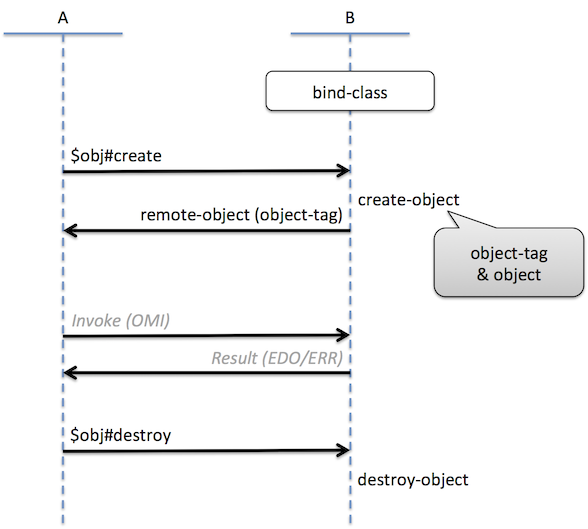 A
B
bind-class
$obj#create
create-object
remote-object (object-tag)
object-tag
& object
Invoke (OMI)
Result (EDO/ERR)
$obj#destroy
destroy-object